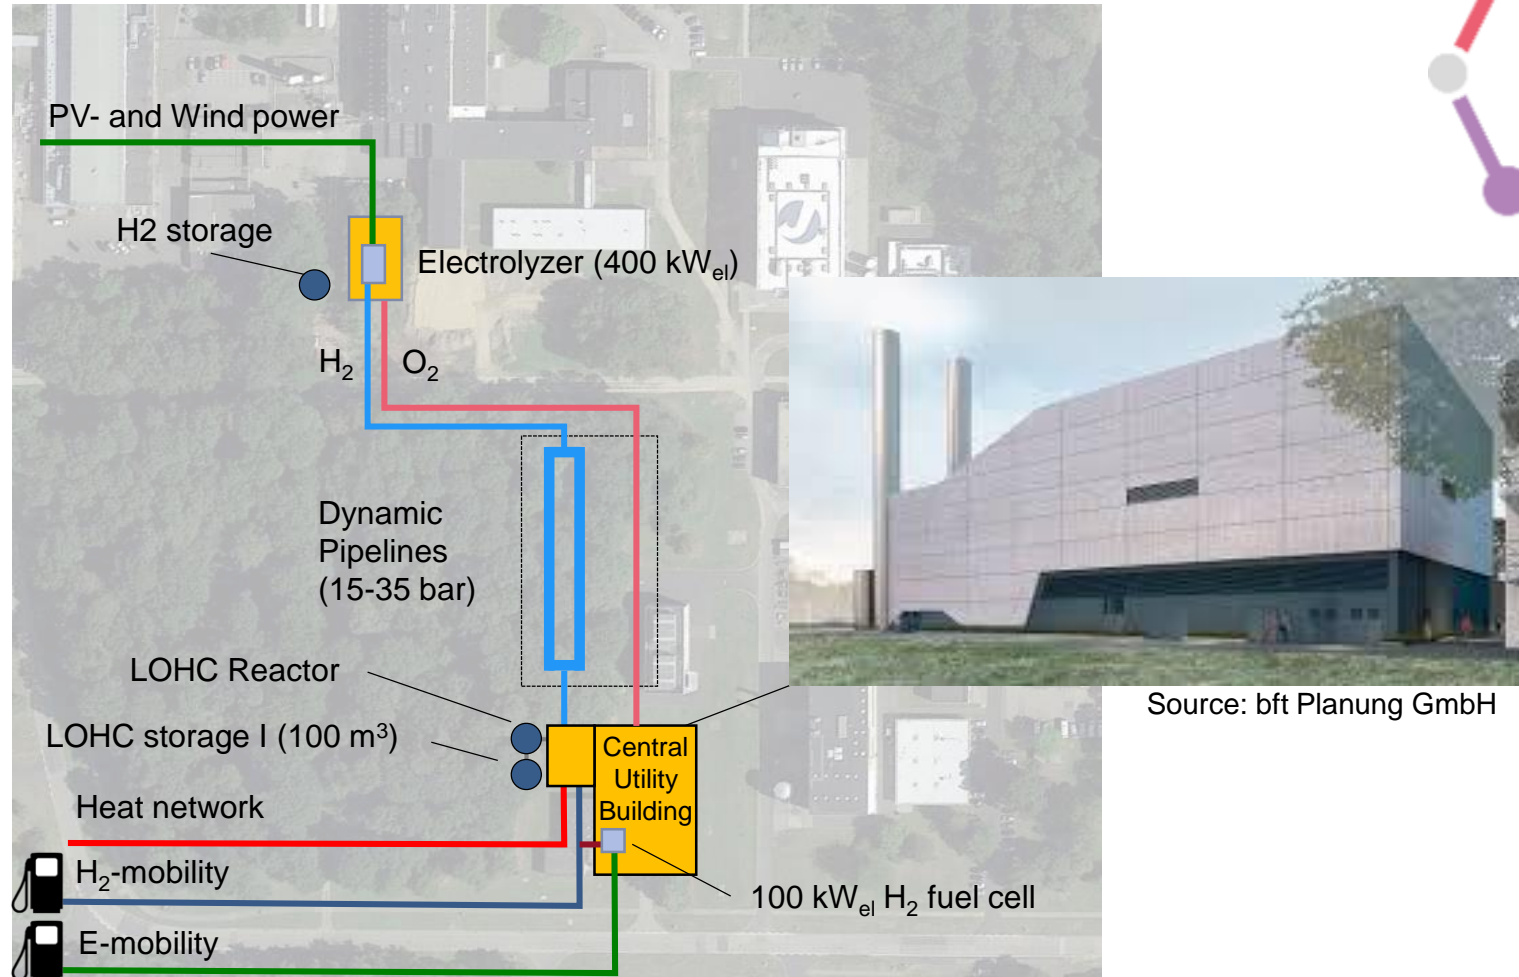 PV- and Wind power
H2 storage
Electrolyzer (400 kWel)
H2
O2
Dynamic
Pipelines
(15-35 bar)
LOHC Reactor
LOHC storage I (100 m³)
Central
Utility
Building
Source: bft Planung GmbH
Heat network
H2-mobility
100 kWel H2 fuel cell
E-mobility